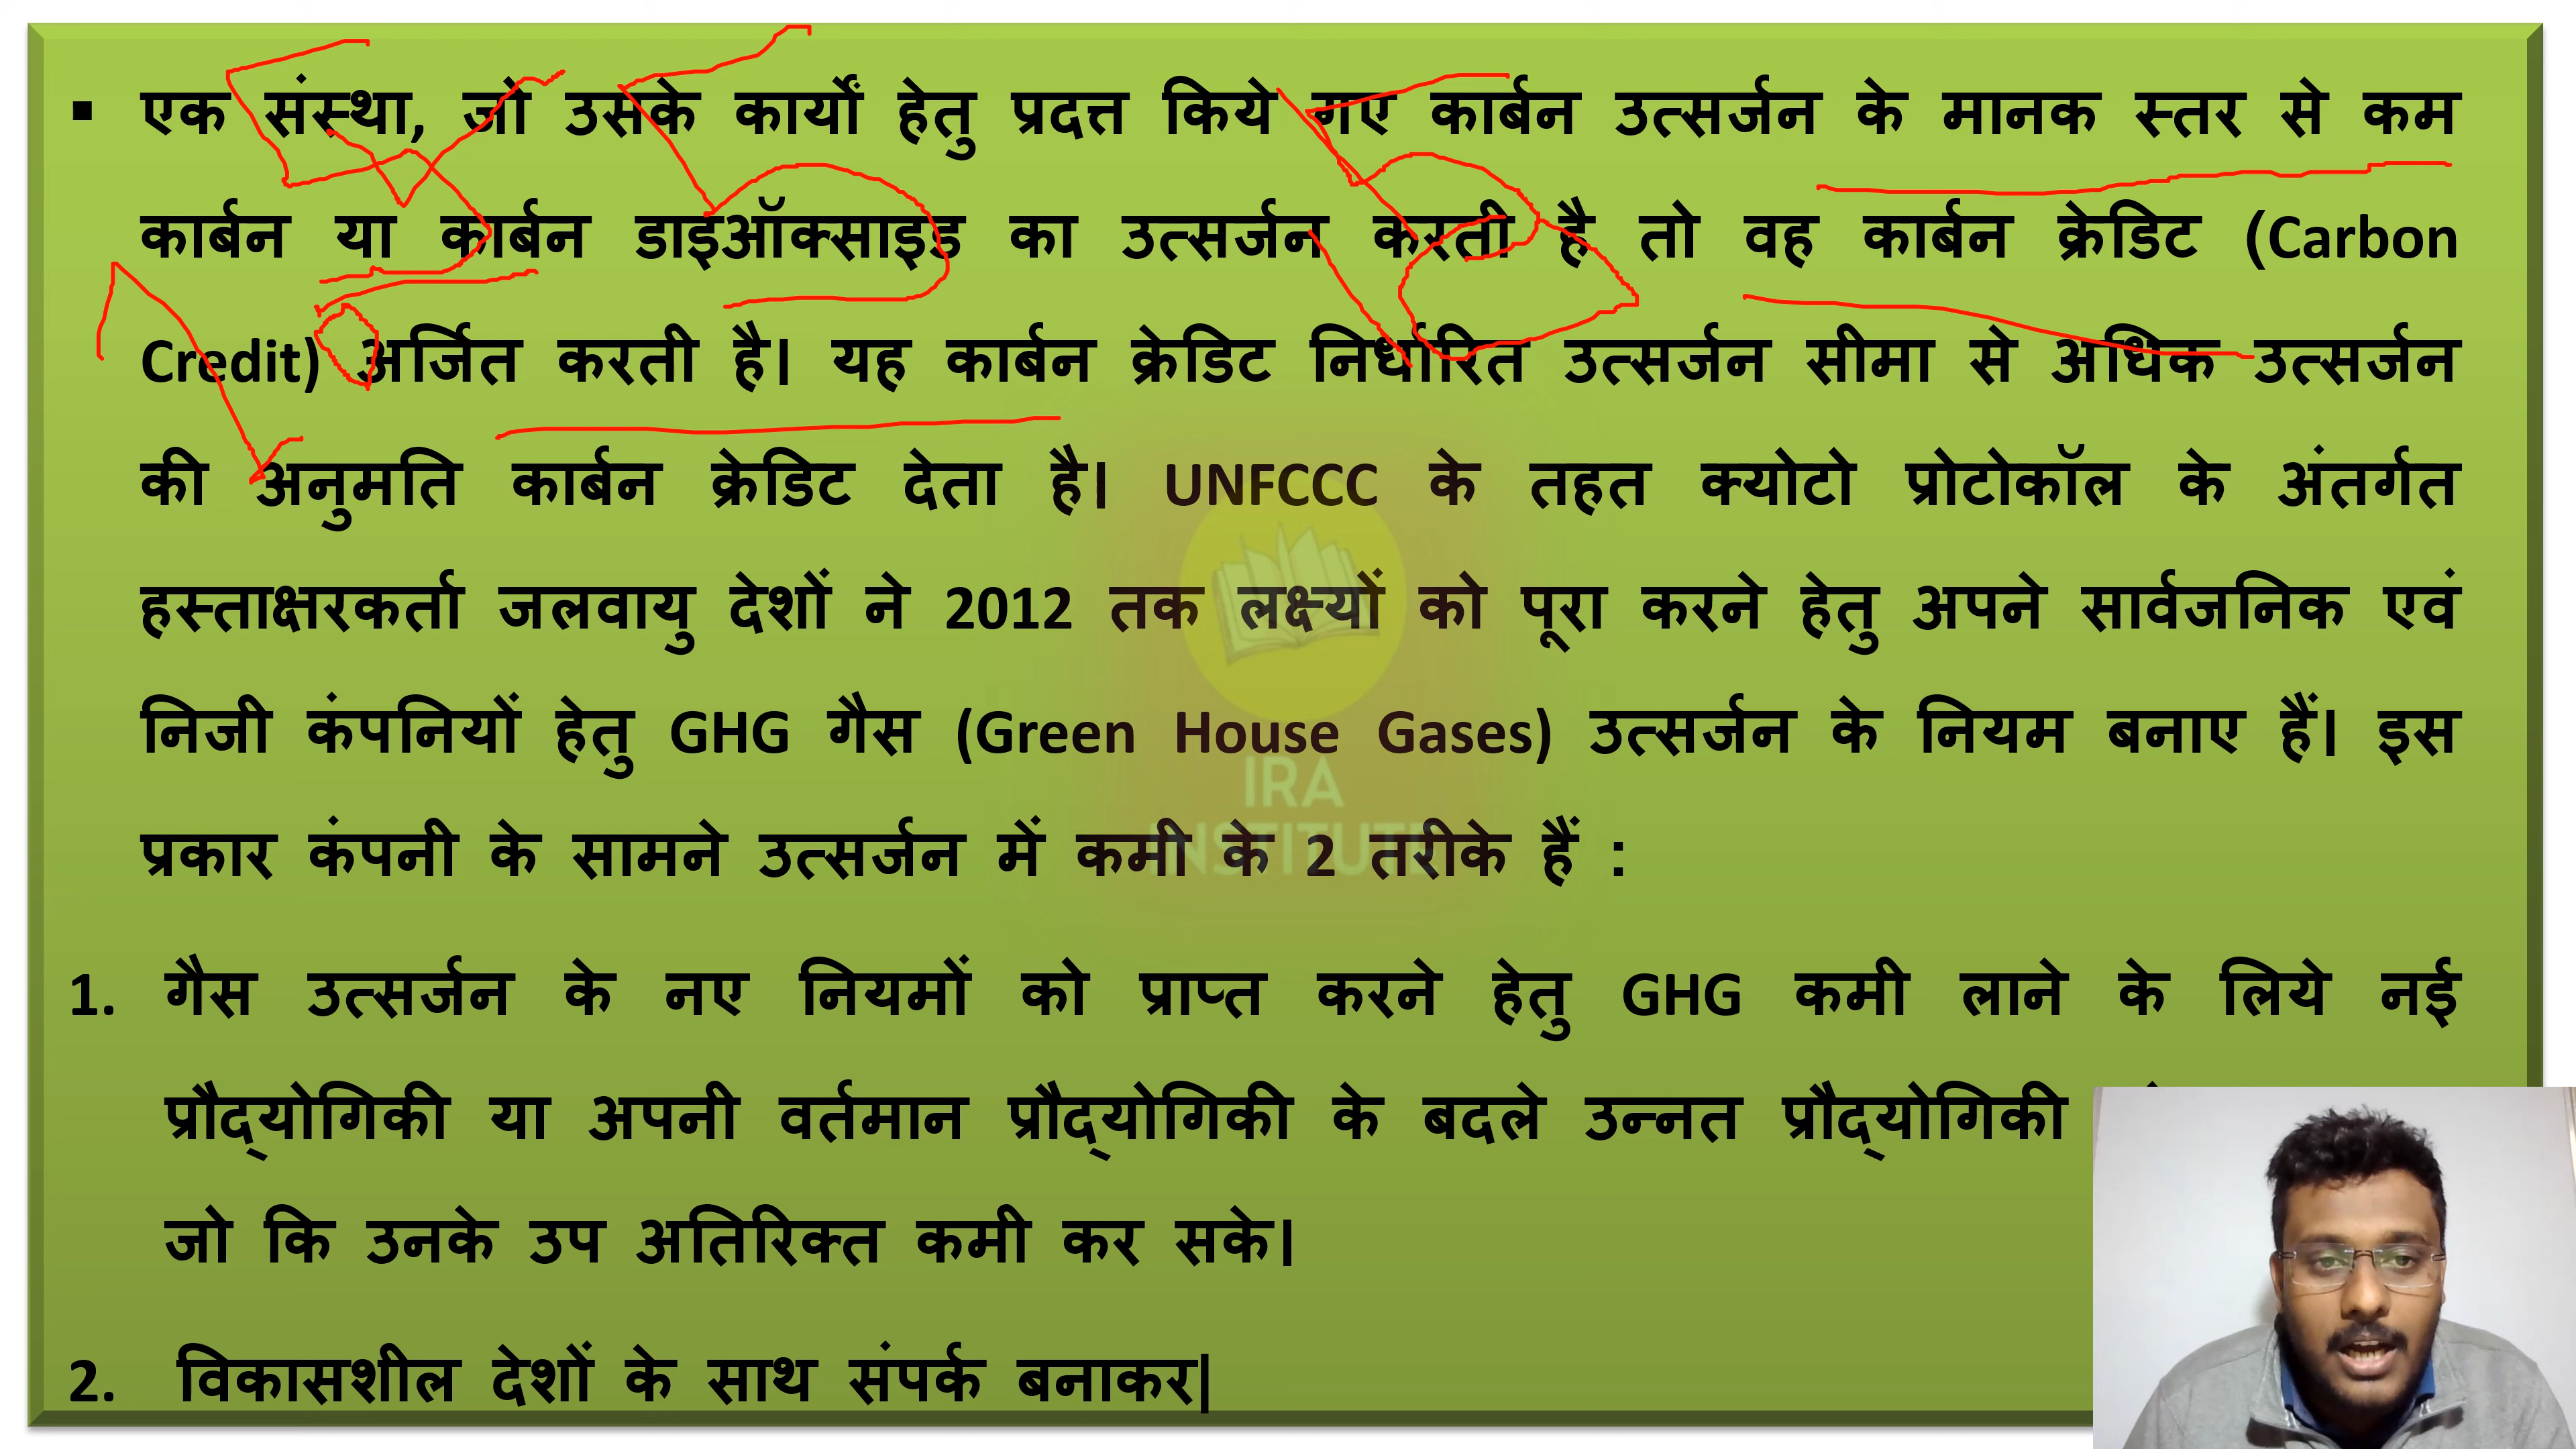 ▪ एक संस्था, जो उसके कार्यों हेतु प्रदत्त किये गए कार्बन उत्सर्जन के मानक स्तर से कम
कार्बन या कार्बन डाइऑक्साइड का उत्सर्जन करती है तो वह कार्बन क्रेडिट (Carbon
Credit) अर्जित करती है। यह कार्बन क्रेडिट निर्धारित उत्सर्जन सीमा से अधिक उत्सर्जन
की अनुमति कार्बन क्रेडिट देता है। UNFCCC के तहत क्योटो प्रोटोकॉल के अंतर्गत
हस्ताक्षरकर्ता जलवायु देशों ने 2012 तक लक्ष्यों को पूरा करने हेतु अपने सार्वजनिक एवं
निजी कंपनियों हेतु GHG गैस (Green House Gases) उत्सर्जन के नियम बनाए हैं। इस
प्रकार कंपनी के सामने उत्सर्जन में कमी के 2 तरीके हैं :
1. गैस उत्सर्जन के नए नियमों को प्राप्त करने हेतु GHG कमी लाने के लिये नई
प्रौद्योगिकी या अपनी वर्तमान प्रौद्योगिकी के बदले उन्नत प्रौद्योगिकी
जो कि उनके उप अतिरिक्त कमी कर सके।
2. विकासशील देशों के साथ संपर्क बनाकर|
IRA
INSTITUTE